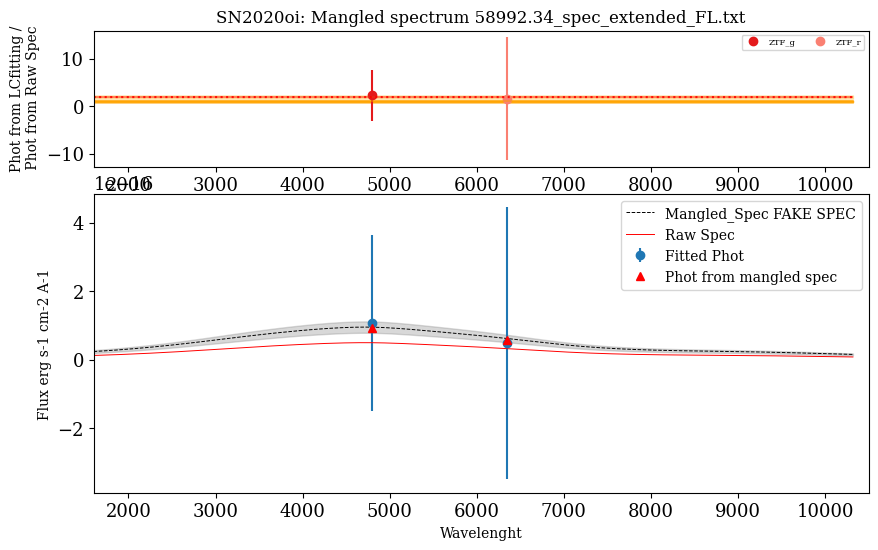 SN2020oi: Mangled spectrum 58992.34_spec_extended_FL.txt
Phot from LCfitting /
Phot from Raw Spec
10
0
−10
ZTF_g ZTF_r
2000 3000 4000 5000 6000 7000 8000 9000 10000
1e−16
Flux erg s-1 cm-2 A-1
4
2
0
−2
Mangled_Spec FAKE SPEC
Raw Spec
Fitted Phot
Phot from mangled spec
2000 3000 4000 5000 6000 7000 8000 9000 10000
Wavelenght